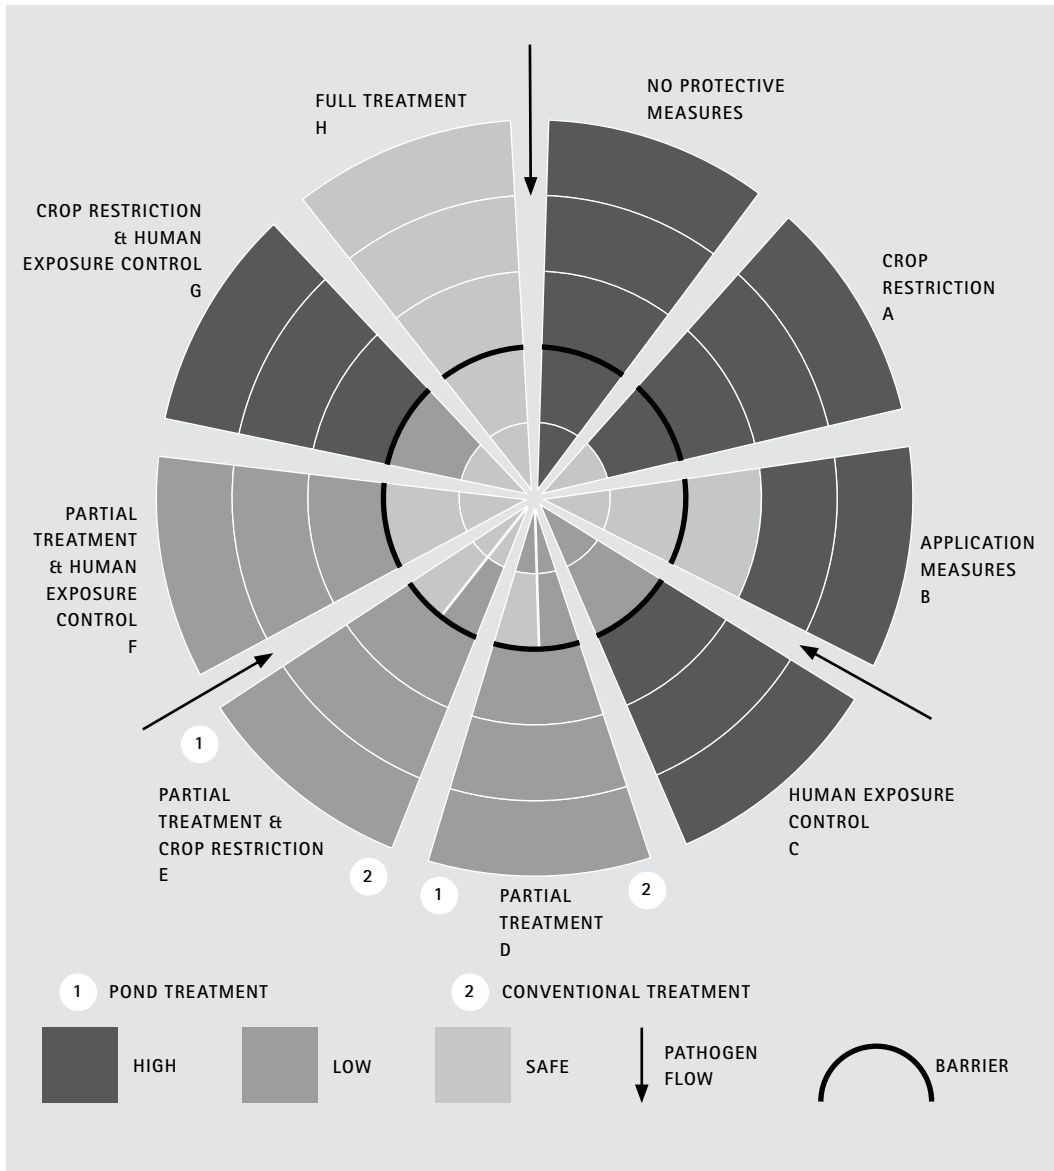 FULL TREATMENT
H
NO PROTECTIVE
MEASURES
CROP RESTRICTION
& HUMAN
EXPOSURE CONTROL
G
CROP
RESTRICTION
A
PARTIAL
TREATMENT
& HUMAN
EXPOSURE
CONTROL
F
APPLICATION
MEASURES
B
1
PARTIAL
TREATMENT &
CROP RESTRICTION
E
2
1
PARTIAL
TREATMENT
D
2
HUMAN EXPOSURE
CONTROL
C
1 POND TREATMENT
2 CONVENTIONAL TREATMENT
HIGH
LOW
SAFE
PATHOGEN
FLOW
BARRIER